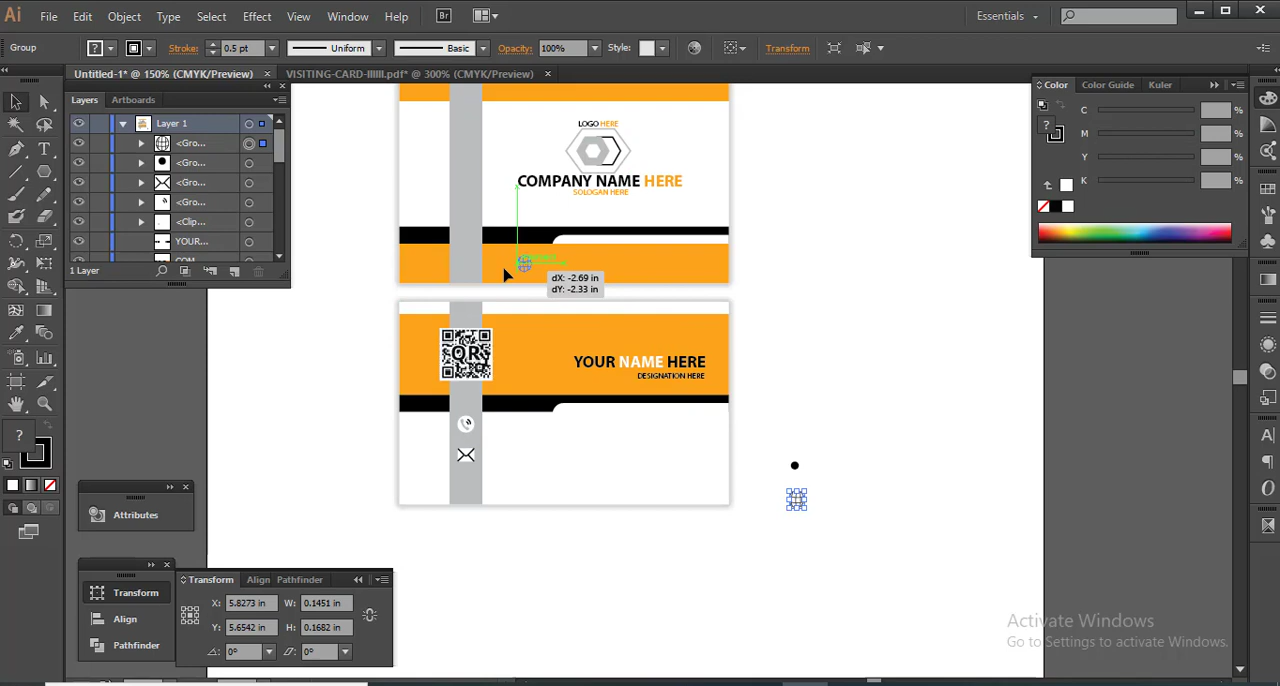 Ai File Edit Object Type Select Effect View Window Help Br Essentials
Group Stroke: 0.5 pt Uniform Basic Opacity: 100% Style: Transform
Untitled-1* @ 150% (CMYK/Preview) × VISITING-CARD-IIIIII.pdf* @ 300% (CMYK/Preview) ×
Layers Artboards
Layer 1
<Gro...
<Gro...
<Gro...
<Gro...
<Clip...
YOUR...
1 Layer
Color Color Guide Kuler
C %
M %
Y %
K %
LOGO HERE
COMPANY NAME HERE
SOLOGAN HERE
dX: -2.69 in
dY: -2.33 in
QR
YOUR NAME HERE
DESIGNATION HERE
Attributes
Transform
Align
Pathfinder
Transform Align Pathfinder
X: 5.8273 in W: 0.1451 in
Y: 5.6542 in H: 0.1682 in
0° 0°
Activate Windows
Go to Settings to activate Windows.